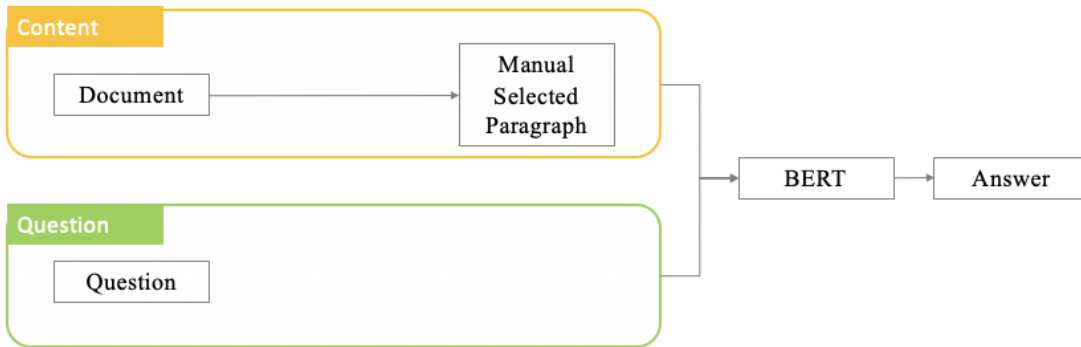 Content
Document
Manual
Selected
Paragraph
BERT
Answer
Question
Question